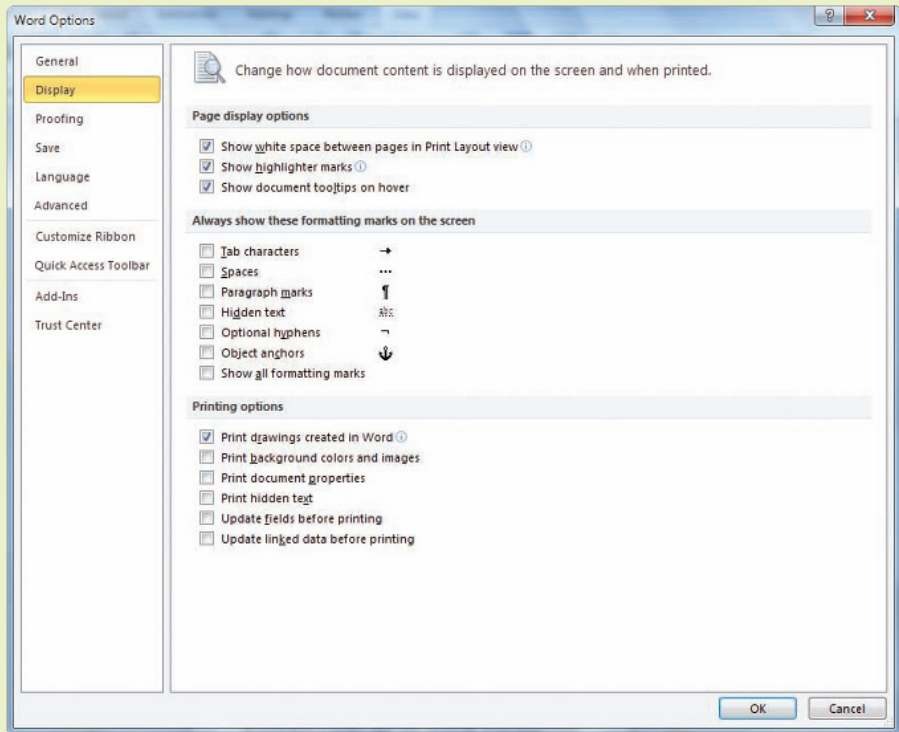 Word Options
General
Display
Proofing
Save
Language
Advanced
Customize Ribbon
Quick Access Toolbar
Add-Ins
Trust Center
Change how document content is displayed on the screen and when printed.
Page display options
Show white space between pages in Print Layout view
Show highlighter marks
Show document tooltips on hover
Always show these formatting marks on the screen
Tab characters →
Spaces ...
Paragraph marks ¶
Hidden text abc
Optional hyphens ¬
Object anchors
Show all formatting marks
Printing options
Print drawings created in Word
Print background colors and images
Print document properties
Print hidden text
Update fields before printing
Update linked data before printing
OK Cancel